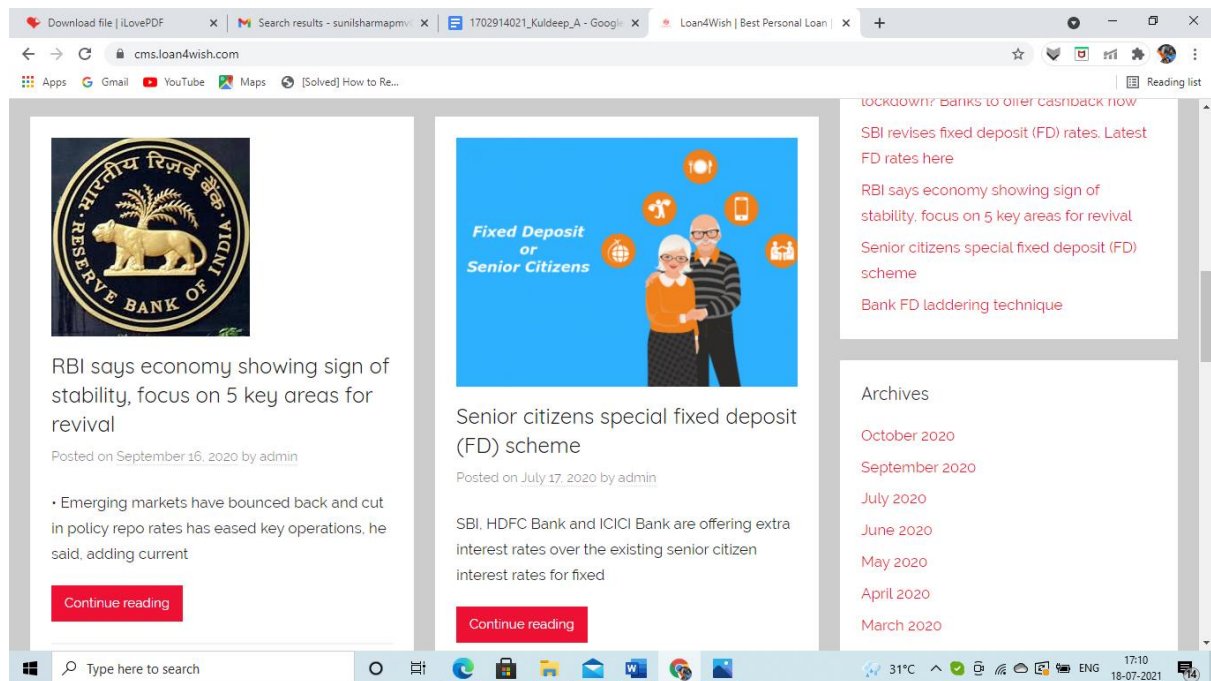 Download file | iLovePDF
Search results - sunilsharmapmv
1702914021_Kuldeep_A - Google
Loan4Wish | Best Personal Loan |
cms.loan4wish.com
Apps
Gmail
YouTube
Maps
[Solved] How to Re...
Reading list
भारतीय रिज़र्व बैंक
RESERVE BANK OF INDIA
RBI says economy showing sign of
stability, focus on 5 key areas for
revival
Posted on September 16, 2020 by admin
• Emerging markets have bounced back and cut
in policy repo rates has eased key operations, he
said, adding current
Continue reading
Fixed Deposit
or
Senior Citizens
Senior citizens special fixed deposit
(FD) scheme
Posted on July 17, 2020 by admin
SBI, HDFC Bank and ICICI Bank are offering extra
interest rates over the existing senior citizen
interest rates for fixed
Continue reading
lockdown? Banks to offer cashback now
SBI revises fixed deposit (FD) rates. Latest
FD rates here
RBI says economy showing sign of
stability, focus on 5 key areas for revival
Senior citizens special fixed deposit (FD)
scheme
Bank FD laddering technique
Archives
October 2020
September 2020
July 2020
June 2020
May 2020
April 2020
March 2020
Type here to search
31°C
ENG
17:10
18-07-2021
14